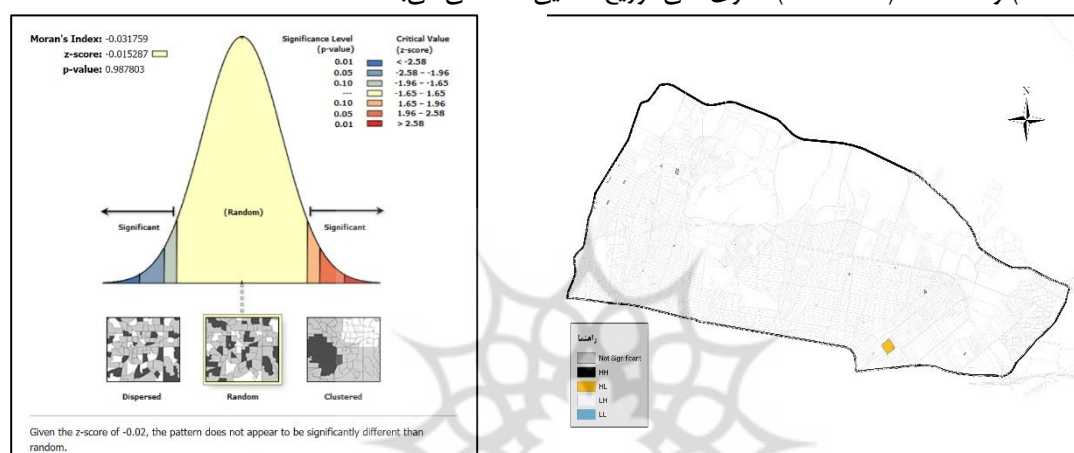 Moran's Index: -0.031759
z-score: -0.015287
p-value: 0.987803
Significance Level (p-value)
Critical Value (z-score)
0.01 < -2.58
0.05 -2.58 - -1.96
0.10 -1.96 - -1.65
--- -1.65 - 1.65
0.10 1.65 - 1.96
0.05 1.96 - 2.58
0.01 > 2.58
Significant
(Random)
Significant
Dispersed
Random
Clustered
Given the z-score of -0.02, the pattern does not appear to be significantly different than
random.
N
راهنما
Not Significant
HH
HL
LH
LL